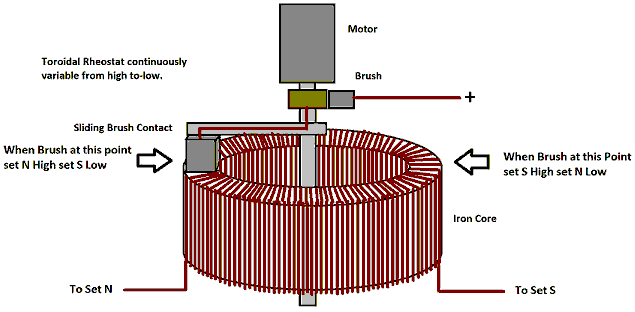 Motor
Toroidal Rheostat continuously
variable from high to-low.
Brush
+
Sliding Brush Contact
When Brush at this point
set N High set S Low
When Brush at this Point
set S High set N Low
Iron Core
To Set N
To Set S